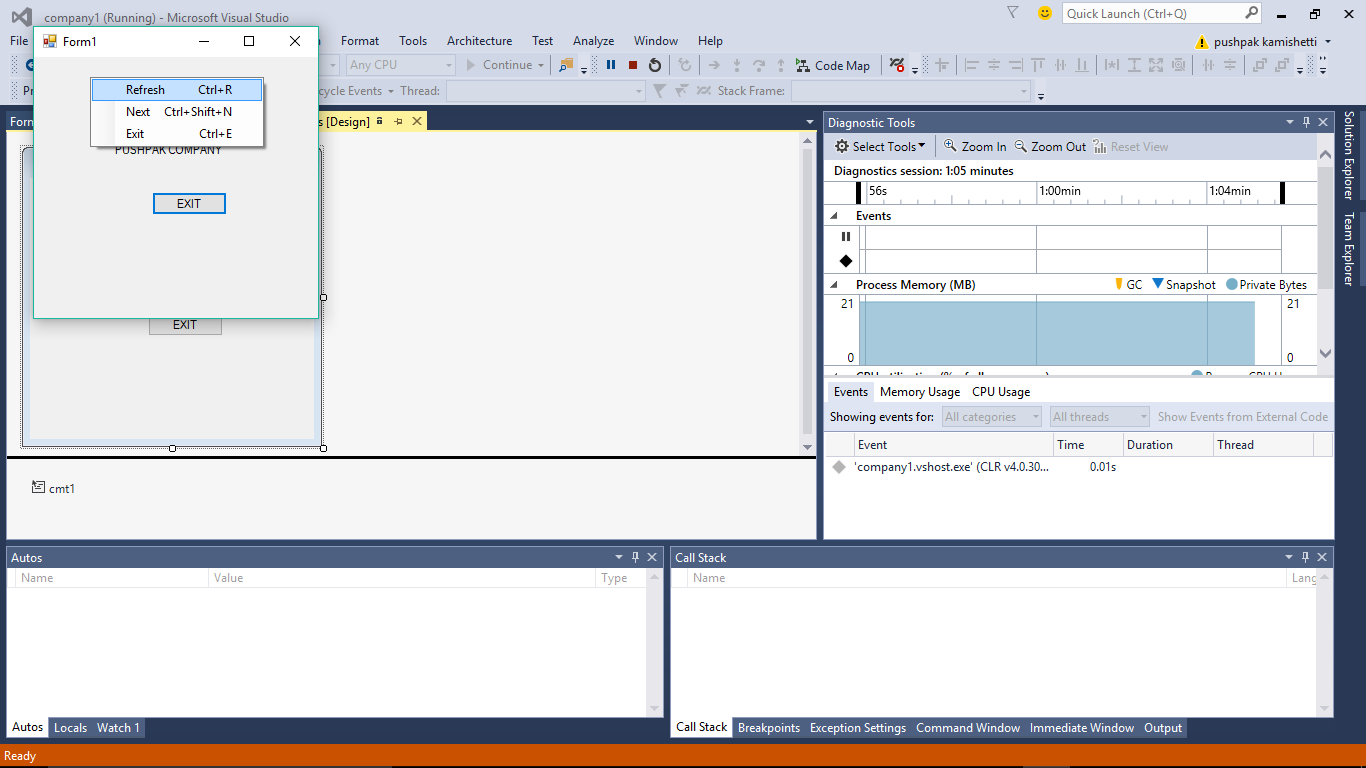 company1 (Running) - Microsoft Visual Studio
Quick Launch (Ctrl+Q)
File
Form1
Format Tools Architecture Test Analyze Window Help
pushpak kamishetti
Any CPU Continue Code Map
Refresh Ctrl+R
Next Ctrl+Shift+N
Exit Ctrl+E
Thread: Stack Frame:
[Design]
PUSHPAK COMPANY
EXIT
EXIT
cmt1
Diagnostic Tools
Select Tools Zoom In Zoom Out Reset View
Diagnostics session: 1:05 minutes
56s 1:00min 1:04min
Events
Process Memory (MB) GC Snapshot Private Bytes
21 21
0 0
Events Memory Usage CPU Usage
Showing events for: All categories All threads Show Events from External Code
Event Time Duration Thread
'company1.vshost.exe' (CLR v4.0.30... 0.01s
Solution Explorer
Team Explorer
Autos
Name Value Type
Autos Locals Watch 1
Call Stack
Name Lang
Call Stack Breakpoints Exception Settings Command Window Immediate Window Output
Ready